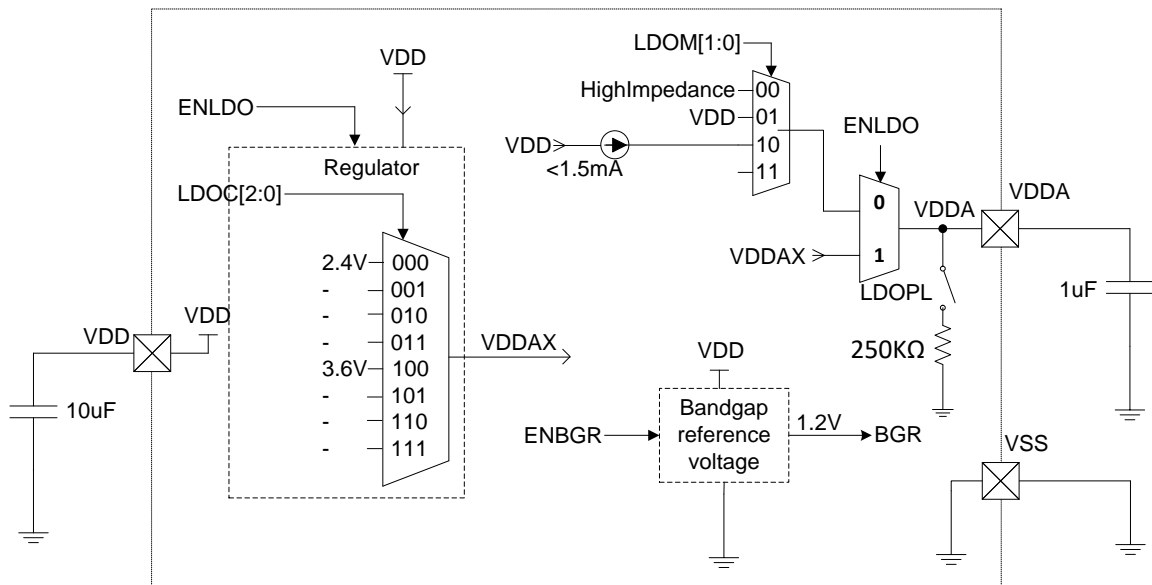 LDOM[1:0]
VDD
HighImpedance
00
ENLDO
VDD
01
ENLDO
VDD
10
Regulator
<1.5mA
11
LDOC[2:0]
0
VDDA
VDDA
VDDAX
1
2.4V
000
LDOPL
1uF
-
001
-
010
VDD
VDD
-
011
VDDAX
VDD
250KΩ
3.6V
100
-
101
10uF
Bandgap
reference
voltage
1.2V
BGR
ENBGR
-
110
-
111
VSS